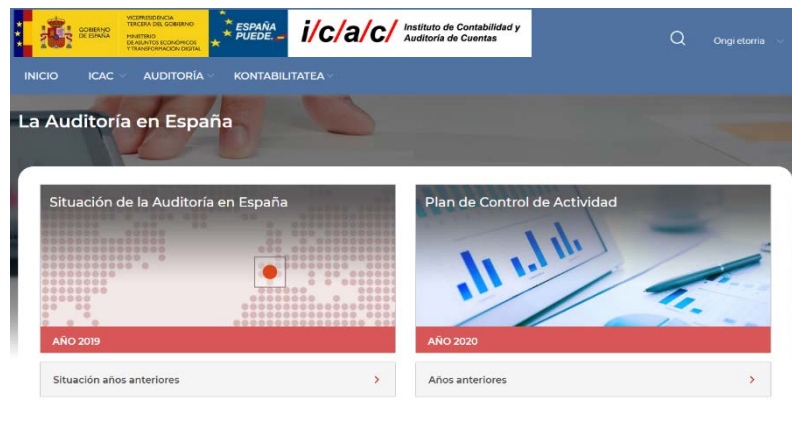 GOBIERNO
DE ESPAÑA
VICEPRESIDENCIA
TERCERA DEL GOBIERNO
MINISTERIO
DE ASUNTOS ECONÓMICOS
Y TRANSFORMACIÓN DIGITAL
ESPAÑA
PUEDE.
i/c/a/c/
Instituto de Contabilidad y
Auditoría de Cuentas
Ongi etorria
INICIO ICAC AUDITORÍA KONTABILITATEA
La Auditoría en España
Situación de la Auditoría en España
Plan de Control de Actividad
AÑO 2019
AÑO 2020
Situación años anteriores
Años anteriores